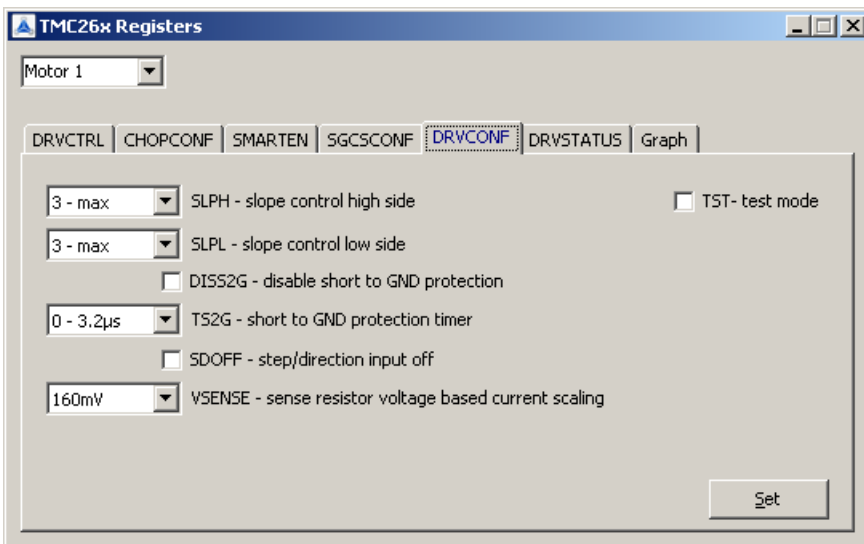 TMC26x Registers
Motor 1
DRVCTRL CHOPCONF SMARTEN SGCSCONF DRVCONF DRVSTATUS Graph
3 - max SLPH - slope control high side TST- test mode
3 - max SLPL - slope control low side
DISS2G - disable short to GND protection
0 - 3.2µs TS2G - short to GND protection timer
SDOFF - step/direction input off
160mV VSENSE - sense resistor voltage based current scaling
Set